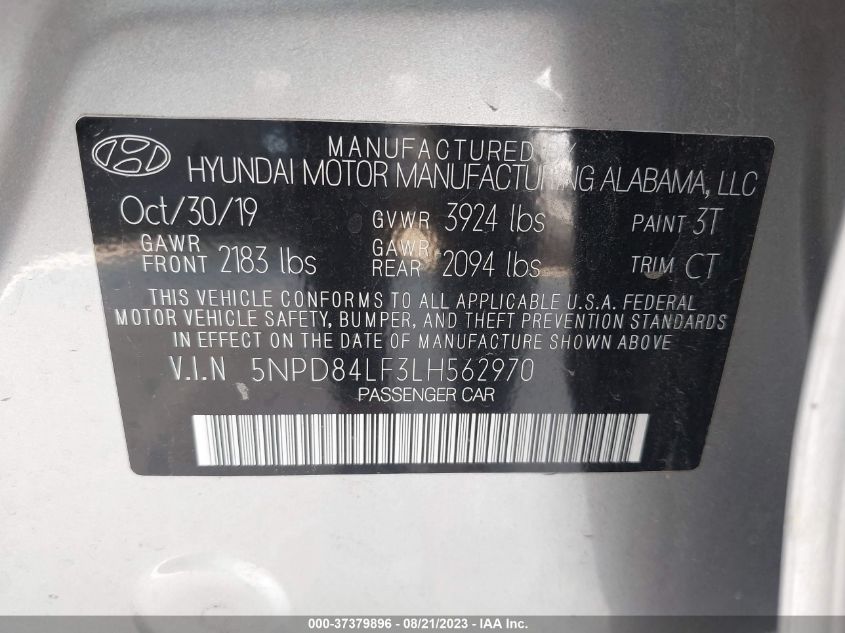 MANUFACTURED BY
HYUNDAI MOTOR MANUFACTURING ALABAMA, LLC
Oct/30/19 GVWR 3924 lbs PAINT 3T
GAWR FRONT 2183 lbs GAWR REAR 2094 lbs TRIM CT
THIS VEHICLE CONFORMS TO ALL APPLICABLE U.S.A. FEDERAL
MOTOR VEHICLE SAFETY, BUMPER, AND THEFT PREVENTION STANDARDS
IN EFFECT ON THE DATE OF MANUFACTURE SHOWN ABOVE
V.I.N 5NPD84LF3LH562970
PASSENGER CAR
000-37379896 - 08/21/2023 - IAA Inc.